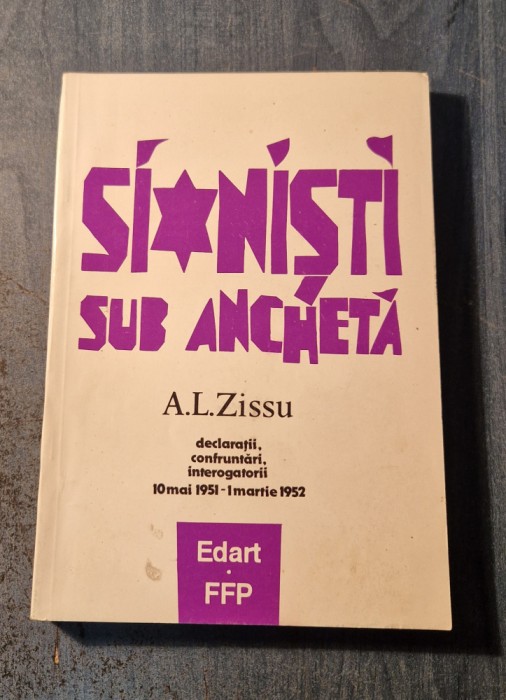 SIONIȘTI
SUB ANCHETĂ
A.L.Zissu
declarații,
confruntări,
interogatorii
10 mai 1951 - 1 martie 1952
Edart
·
FFP